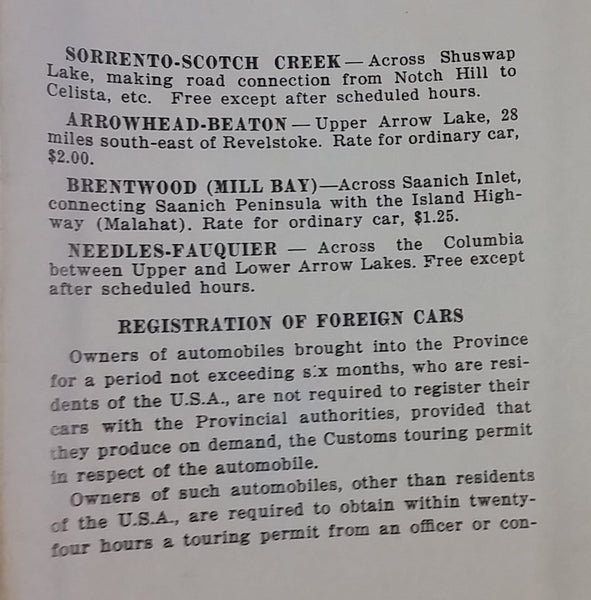 SORRENTO-SCOTCH CREEK — Across Shuswap
Lake, making road connection from Notch Hill to
Celista, etc. Free except after scheduled hours.
ARROWHEAD-BEATON — Upper Arrow Lake, 28
miles south-east of Revelstoke. Rate for ordinary car,
$2.00.
BRENTWOOD (MILL BAY)—Across Saanich Inlet,
connecting Saanich Peninsula with the Island High-
way (Malahat). Rate for ordinary car, $1.25.
NEEDLES-FAUQUIER — Across the Columbia
between Upper and Lower Arrow Lakes. Free except
after scheduled hours.
REGISTRATION OF FOREIGN CARS
Owners of automobiles brought into the Province
for a period not exceeding six months, who are resi-
dents of the U.S.A., are not required to register their
cars with the Provincial authorities, provided that
they produce on demand, the Customs touring permit
in respect of the automobile.
Owners of such automobiles, other than residents
of the U.S.A., are required to obtain within twenty-
four hours a touring permit from an officer or con-